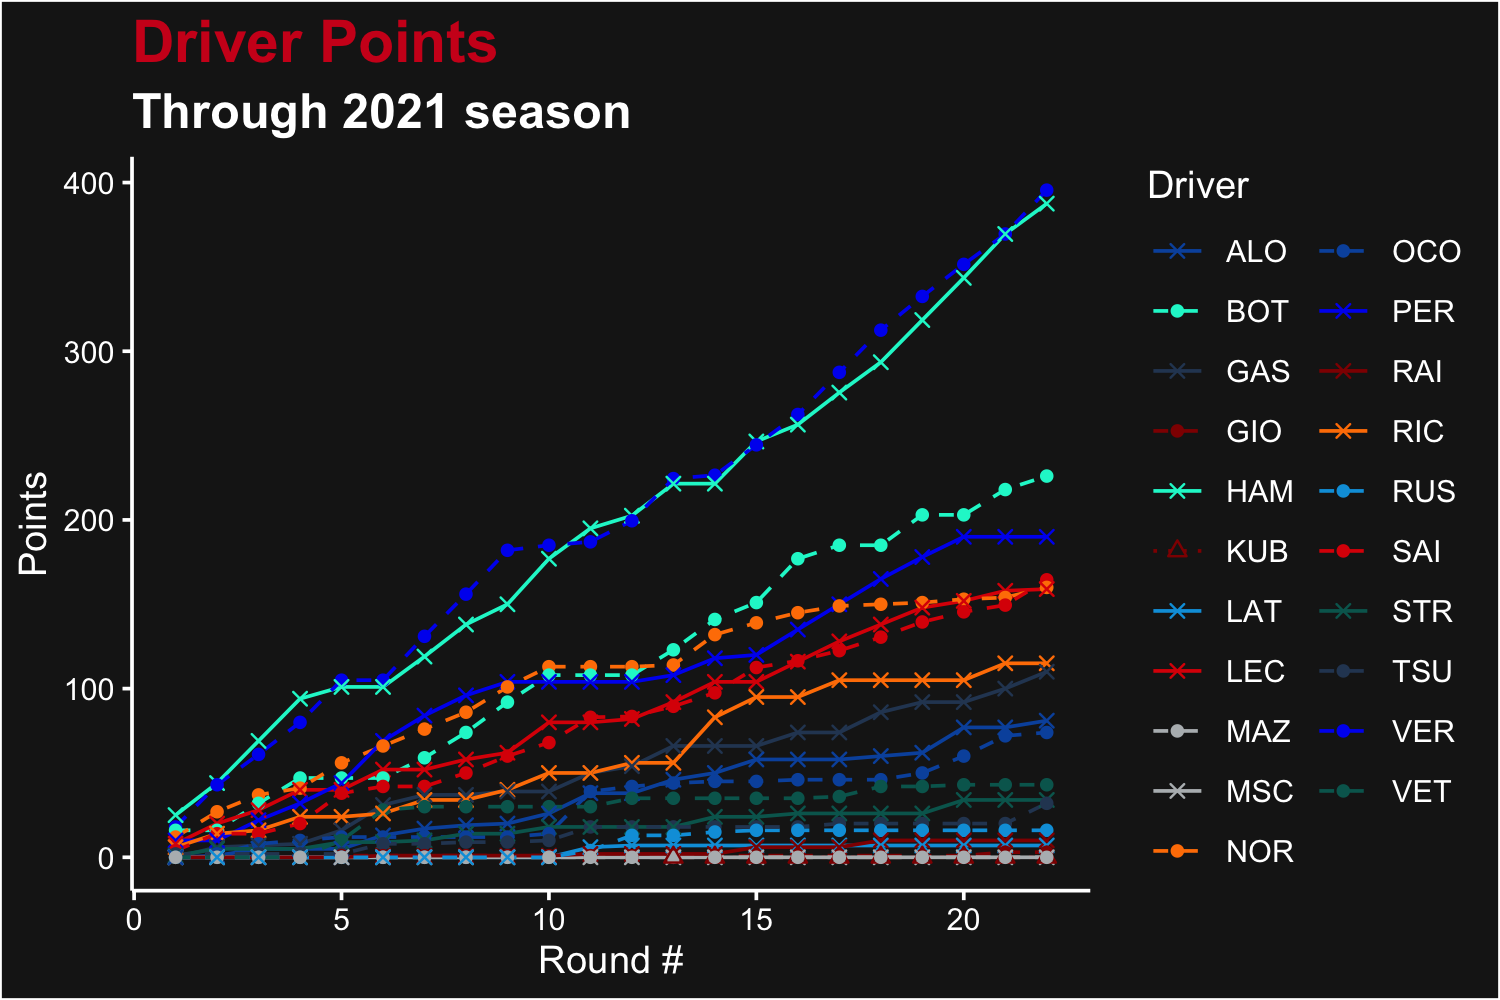 Driver Points
Through 2021 season
400
300
200
100
0
Points
0
5
10
15
20
Round #
Driver
ALO
BOT
GAS
GIO
HAM
KUB
LAT
LEC
MAZ
MSC
NOR
OCO
PER
RAI
RIC
RUS
SAI
STR
TSU
VER
VET